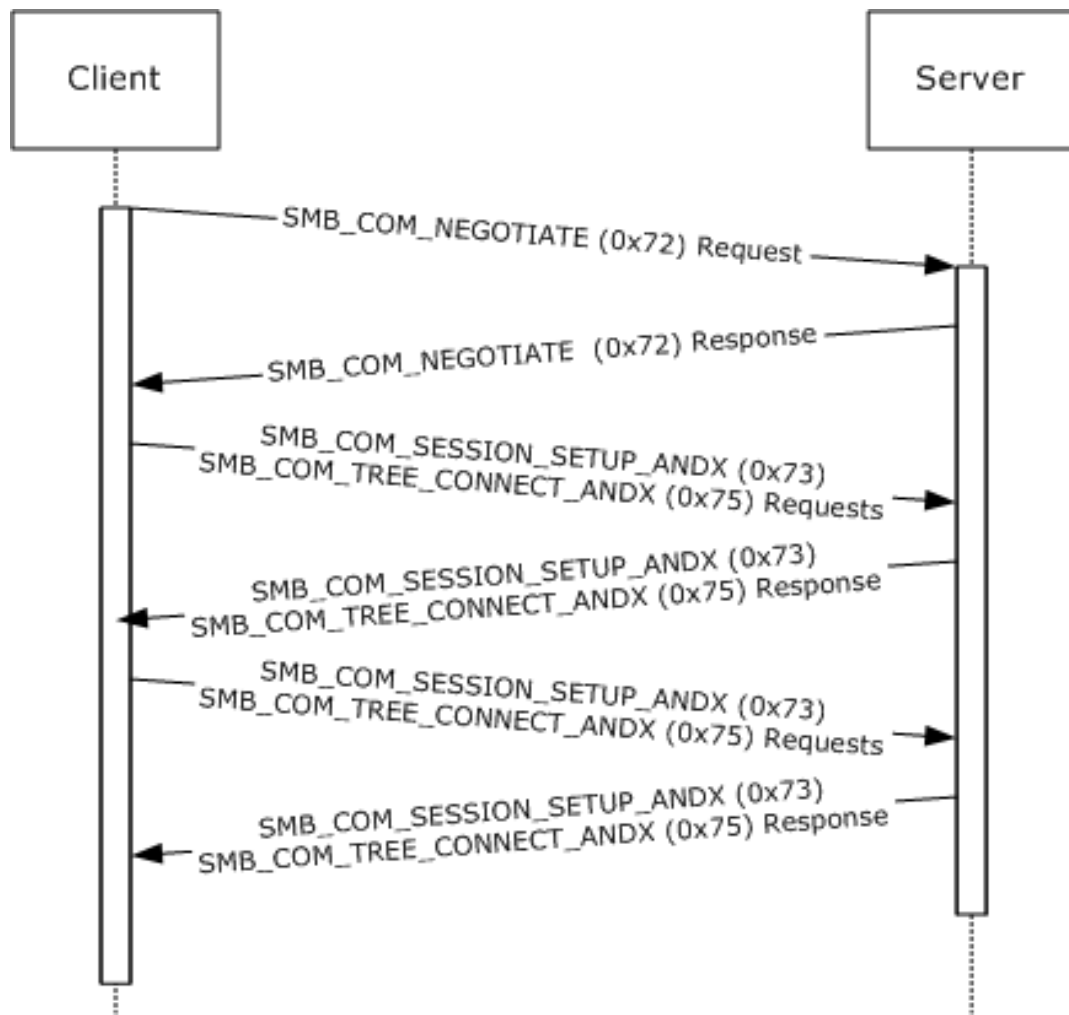 Client
Server
SMB_COM_NEGOTIATE (0x72) Request
SMB_COM_NEGOTIATE  (0x72) Response
SMB_COM_SESSION_SETUP_ANDX (0x73)
SMB_COM_TREE_CONNECT_ANDX (0x75) Requests
SMB_COM_SESSION_SETUP_ANDX (0x73)
SMB_COM_TREE_CONNECT_ANDX (0x75) Response
SMB_COM_SESSION_SETUP_ANDX (0x73)
SMB_COM_TREE_CONNECT_ANDX (0x75) Requests
SMB_COM_SESSION_SETUP_ANDX (0x73)
SMB_COM_TREE_CONNECT_ANDX (0x75) Response